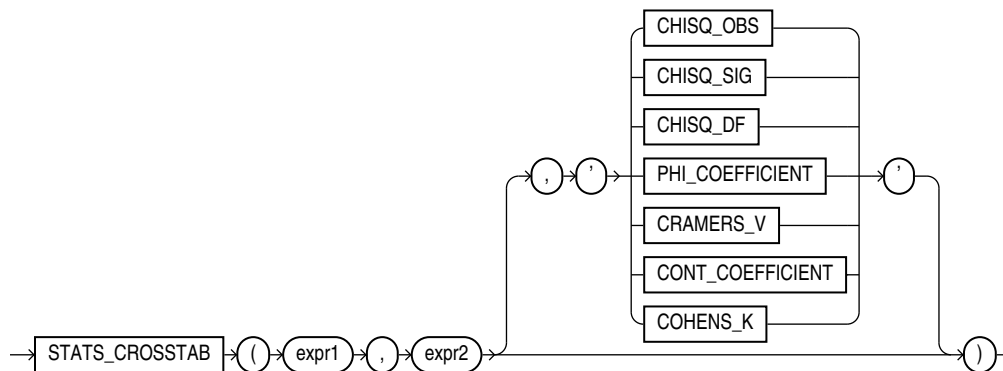 CHISQ_OBS
CHISQ_SIG
CHISQ_DF
, ' PHI_COEFFICIENT '
CRAMERS_V
CONT_COEFFICIENT
COHENS_K
STATS_CROSSTAB ( expr1 , expr2 )